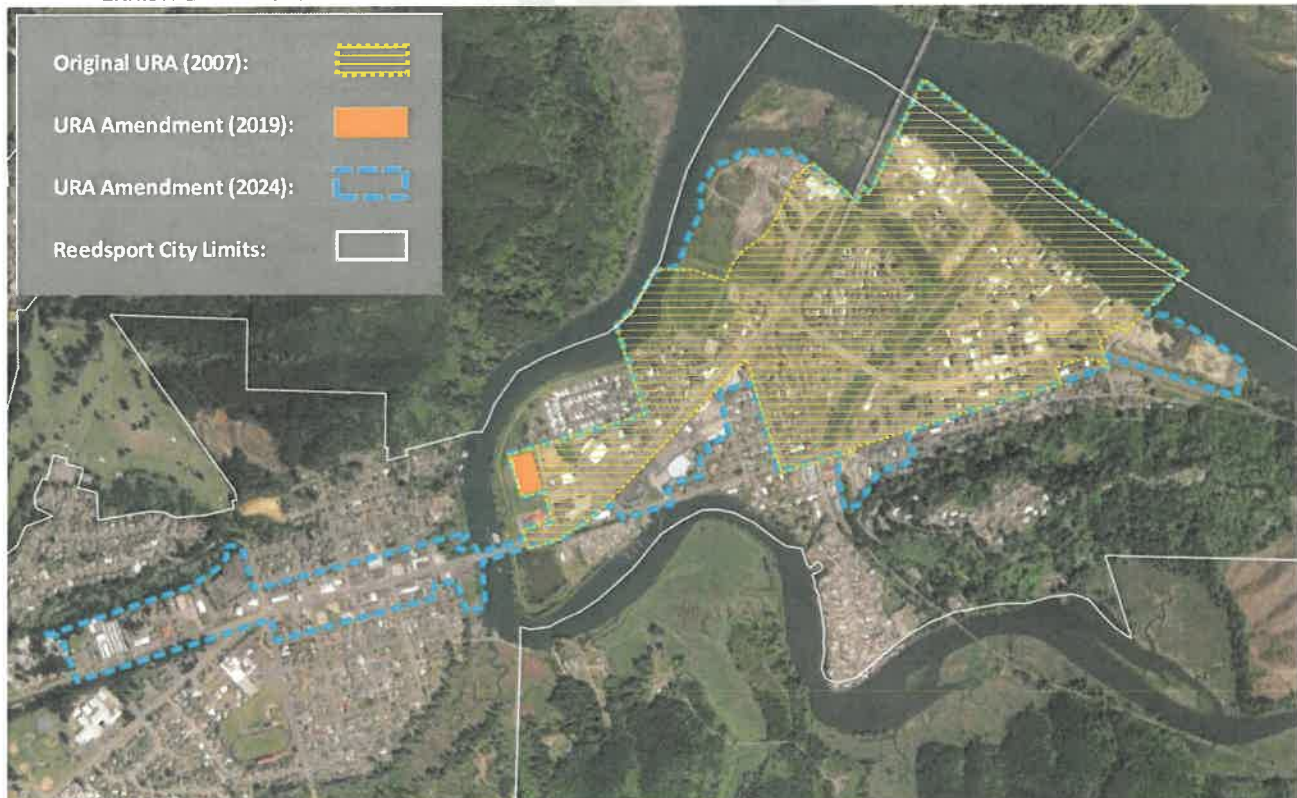 Original URA (2007):
URA Amendment (2019):
URA Amendment (2024):
Reedsport City Limits: